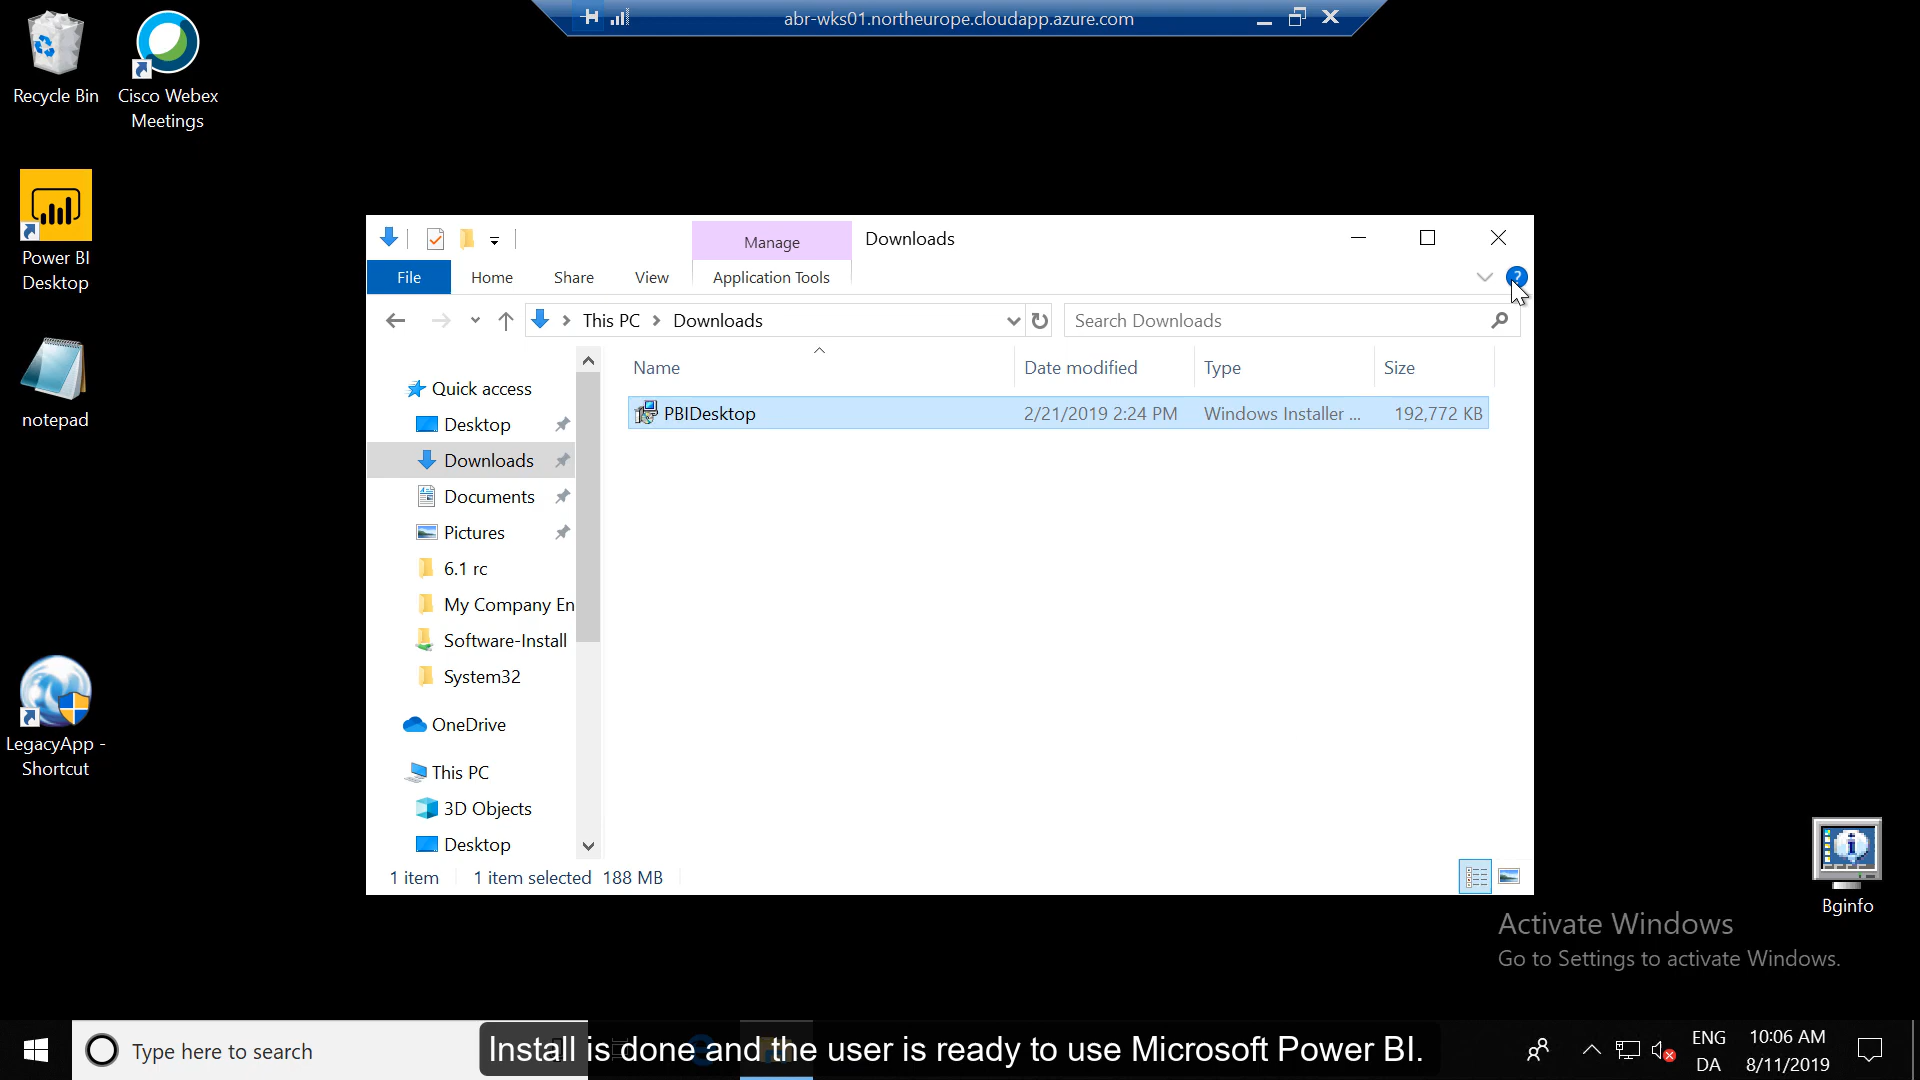 abr-wks01.northeurope.cloudapp.azure.com
Recycle Bin
Cisco Webex
Meetings
Power BI
Desktop
notepad
LegacyApp -
Shortcut
Manage
Downloads
File
Home
Share
View
Application Tools
?
This PC
Downloads
Search Downloads
Name
Date modified
Type
Size
PBIDesktop
2/21/2019 2:24 PM
Windows Installer ...
192,772 KB
Quick access
Desktop
Downloads
Documents
Pictures
6.1 rc
My Company En
Software-Install
System32
OneDrive
This PC
3D Objects
Desktop
1 item
1 item selected 188 MB
Bginfo
Activate Windows
Go to Settings to activate Windows.
Type here to search
Install is done and the user is ready to use Microsoft Power BI.
ENG
DA
10:06 AM
8/11/2019